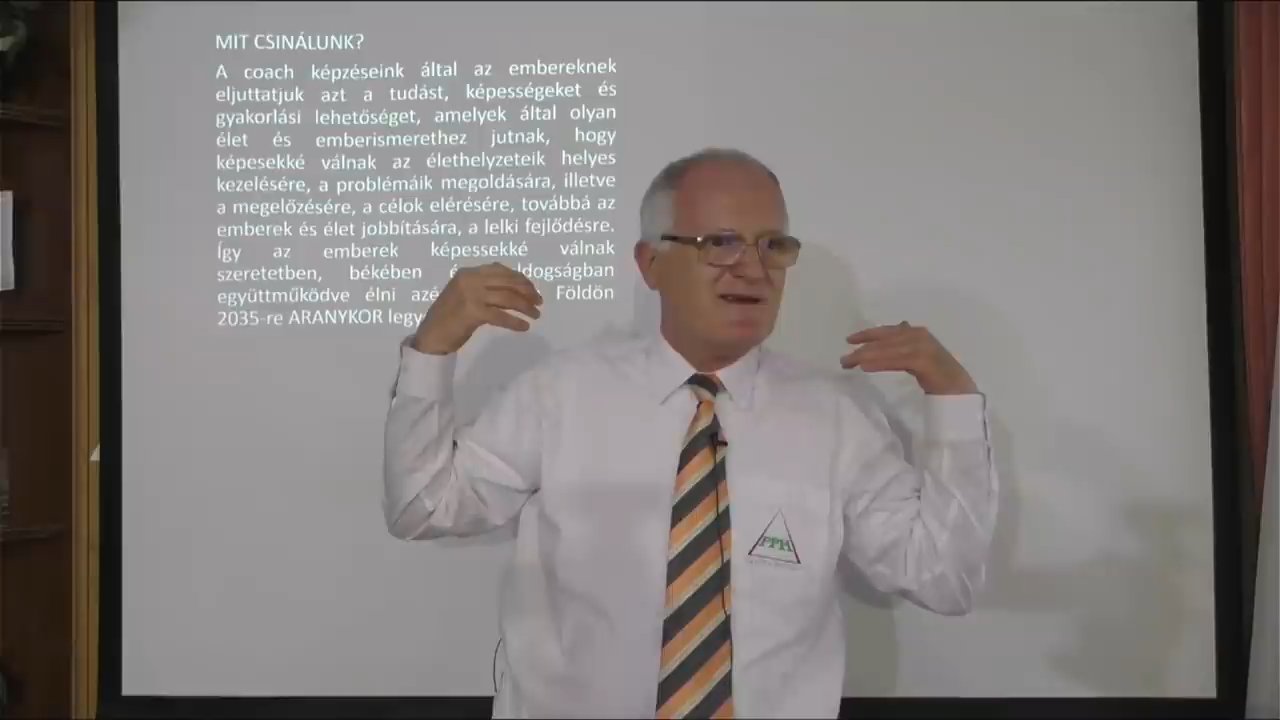 MIT CSINÁLUNK?
A coach képzéseink által az embereknek
eljuttatjuk azt a tudást, képességeket és
gyakorlási lehetőséget, amelyek által olyan
élet és emberismerethez jutnak, hogy
képesekké válnak az élethelyzeteik helyes
kezelésére, a problémáik megoldására, illetve
a megelőzésére, a célok elérésére, továbbá az
emberek és élet jobbítására, a lelki fejlődésre.
Így az emberek képessekké válnak
szeretetben, békében ldogságban
együttműködve élni Földön
2035-re ARANYKOR legy